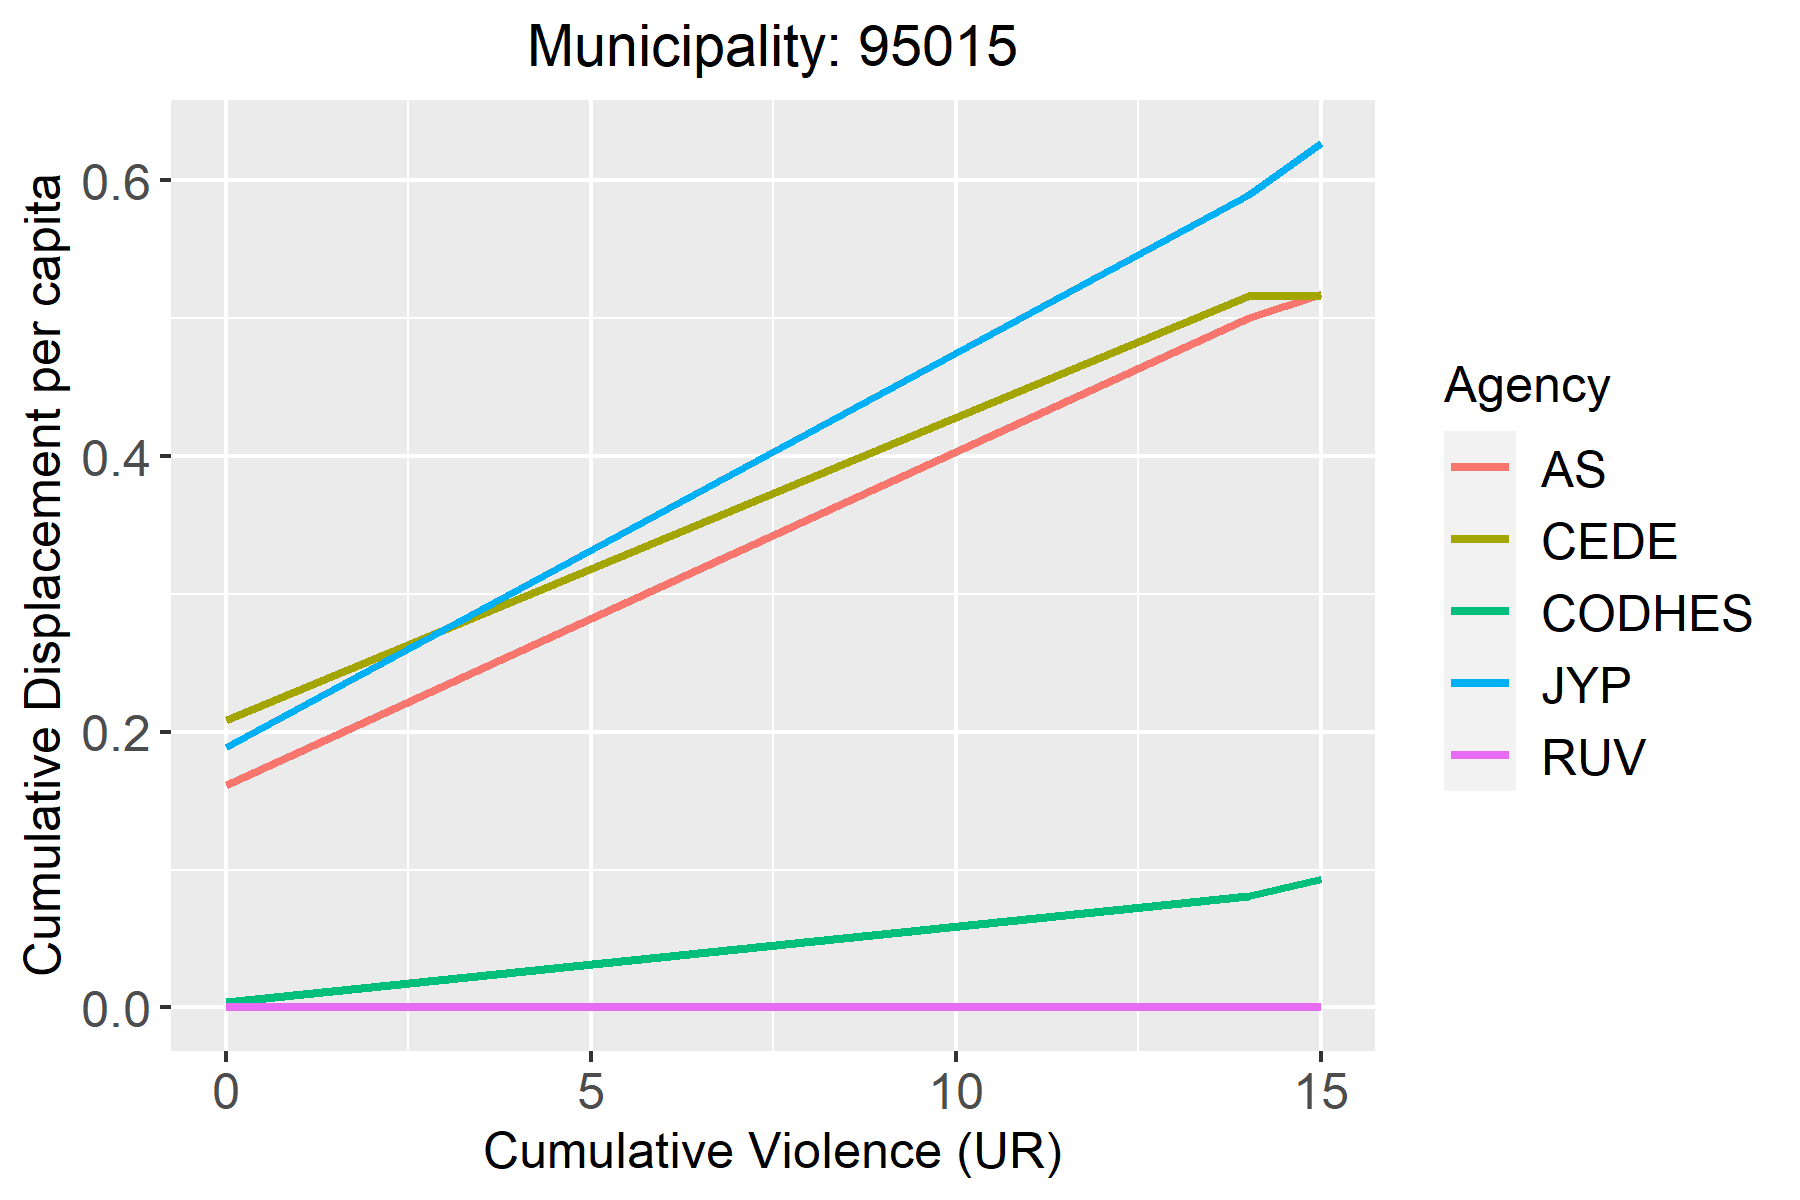 Municipality: 95015
Cumulative Displacement per capita
0.6
0.4
0.2
0.0
0 5 10 15
Cumulative Violence (UR)
Agency
AS
CEDE
CODHES
JYP
RUV